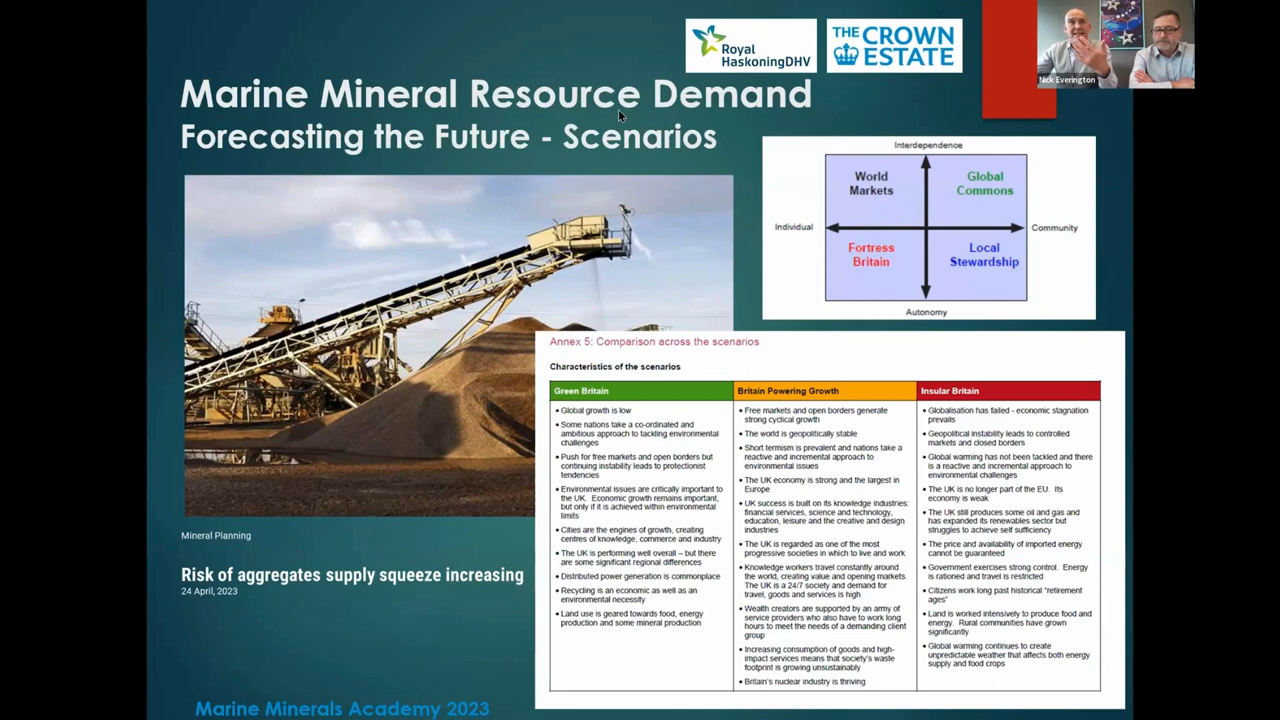 Royal
HaskoningDHV
THE CROWN
ESTATE
Nick Everington
Marine Mineral Resource Demand
Forecasting the Future - Scenarios
Interdependence
World
Markets
Global
Commons
Individual
Community
Fortress
Britain
Local
Stewardship
Autonomy
Annex 5: Comparison across the scenarios
Characteristics of the scenarios
Green Britain
• Global growth is low
• Some nations take a co-ordinated and
ambitious approach to tackling environmental
challenges
• Push for free markets and open borders but
continuing instability leads to protectionist
tendencies
• Environmental issues are critically important to
the UK. Economic growth remains important,
but only if it is achieved within environmental
limits
• Cities are the engines of growth, creating
centres of knowledge, commerce and industry
• The UK is performing well overall – but there
are some significant regional differences
• Distributed power generation is commonplace
• Recycling is an economic as well as an
environmental necessity
• Land use is geared towards food, energy
production and some mineral production
Britain Powering Growth
• Free markets and open borders generate
strong cyclical growth
• The world is geopolitically stable
• Short termism is prevalent and nations take a
reactive and incremental approach to
environmental issues
• The UK economy is strong and the largest in
Europe
• UK success is built on its knowledge industries:
financial services, science and technology,
education, leisure and the creative and design
industries
• The UK is regarded as one of the most
progressive societies in which to live and work
• Knowledge workers travel constantly around
the world, creating value and opening markets.
The UK is a 24/7 society and demand for
travel, goods and services is high
• Wealth creators are supported by an army of
service providers who also have to work long
hours to meet the needs of a demanding client
group
• Increasing consumption of goods and high-
impact services means that society's waste
footprint is growing unsustainably
• Britain's nuclear industry is thriving
Insular Britain
• Globalisation has failed - economic stagnation
prevails
• Geopolitical instability leads to controlled
markets and closed borders
• Global warming has not been tackled and there
is a reactive and incremental approach to
environmental challenges
• The UK is no longer part of the EU. Its
economy is weak
• The UK still produces some oil and gas and
has expanded its renewables sector but
struggles to achieve self sufficiency
• The price and availability of imported energy
cannot be guaranteed
• Government exercises strong control. Energy
is rationed and travel is restricted
• Citizens work long past historical "retirement
ages"
• Land is worked intensively to produce food and
energy. Rural communities have grown
significantly
• Global warming continues to create
unpredictable weather that affects both energy
supply and food crops
Mineral Planning
Risk of aggregates supply squeeze increasing
24 April, 2023
Marine Minerals Academy 2023